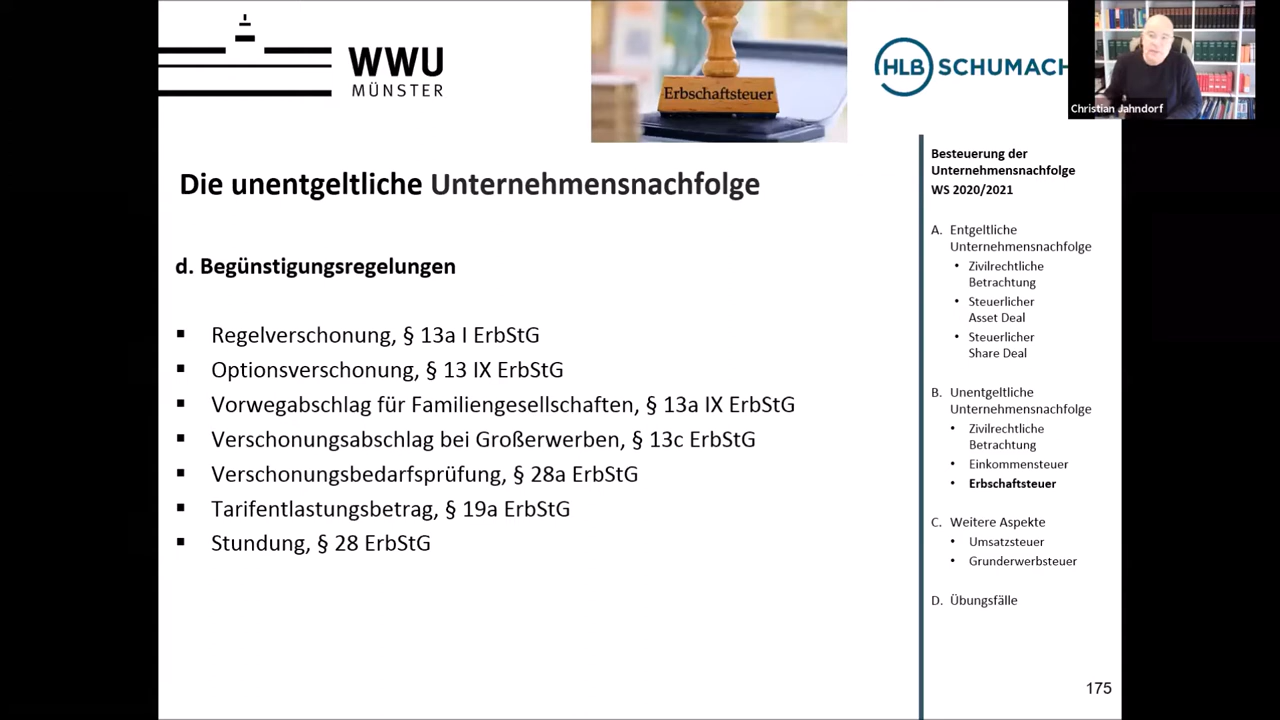 WWU
MÜNSTER
Erbschaftsteuer
HLB SCHUMACH
Christian Jahndorf
Die unentgeltliche Unternehmensnachfolge
d. Begünstigungsregelungen
▪ Regelverschonung, § 13a I ErbStG
▪ Optionsverschonung, § 13 IX ErbStG
▪ Vorwegabschlag für Familiengesellschaften, § 13a IX ErbStG
▪ Verschonungsabschlag bei Großerwerben, § 13c ErbStG
▪ Verschonungsbedarfsprüfung, § 28a ErbStG
▪ Tarifentlastungsbetrag, § 19a ErbStG
▪ Stundung, § 28 ErbStG
Besteuerung der
Unternehmensnachfolge
WS 2020/2021
A. Entgeltliche
Unternehmensnachfolge
• Zivilrechtliche
Betrachtung
• Steuerlicher
Asset Deal
• Steuerlicher
Share Deal
B. Unentgeltliche
Unternehmensnachfolge
• Zivilrechtliche
Betrachtung
• Einkommensteuer
• Erbschaftsteuer
C. Weitere Aspekte
• Umsatzsteuer
• Grunderwerbsteuer
D. Übungsfälle
175